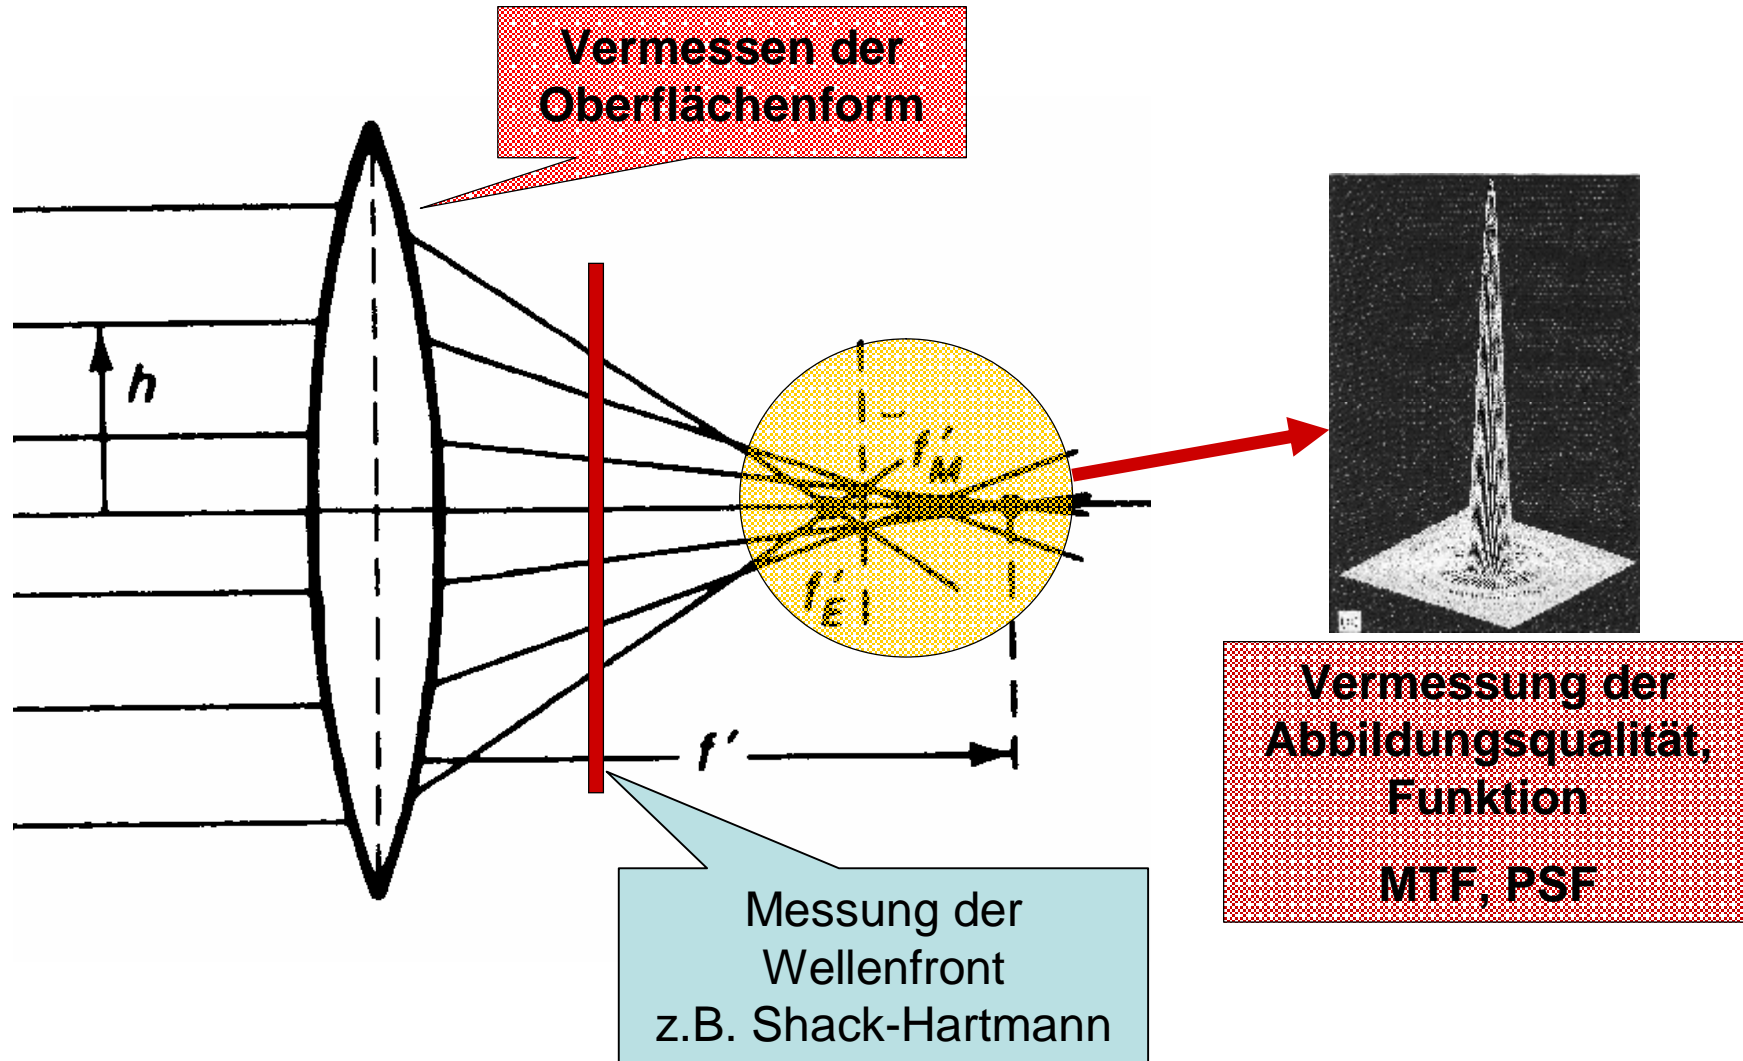 Vermessen der
Oberflächenform
h
f'M
f'E
f'
Messung der
Wellenfront
z.B. Shack-Hartmann
Vermessung der
Abbildungsqualität,
Funktion
MTF, PSF